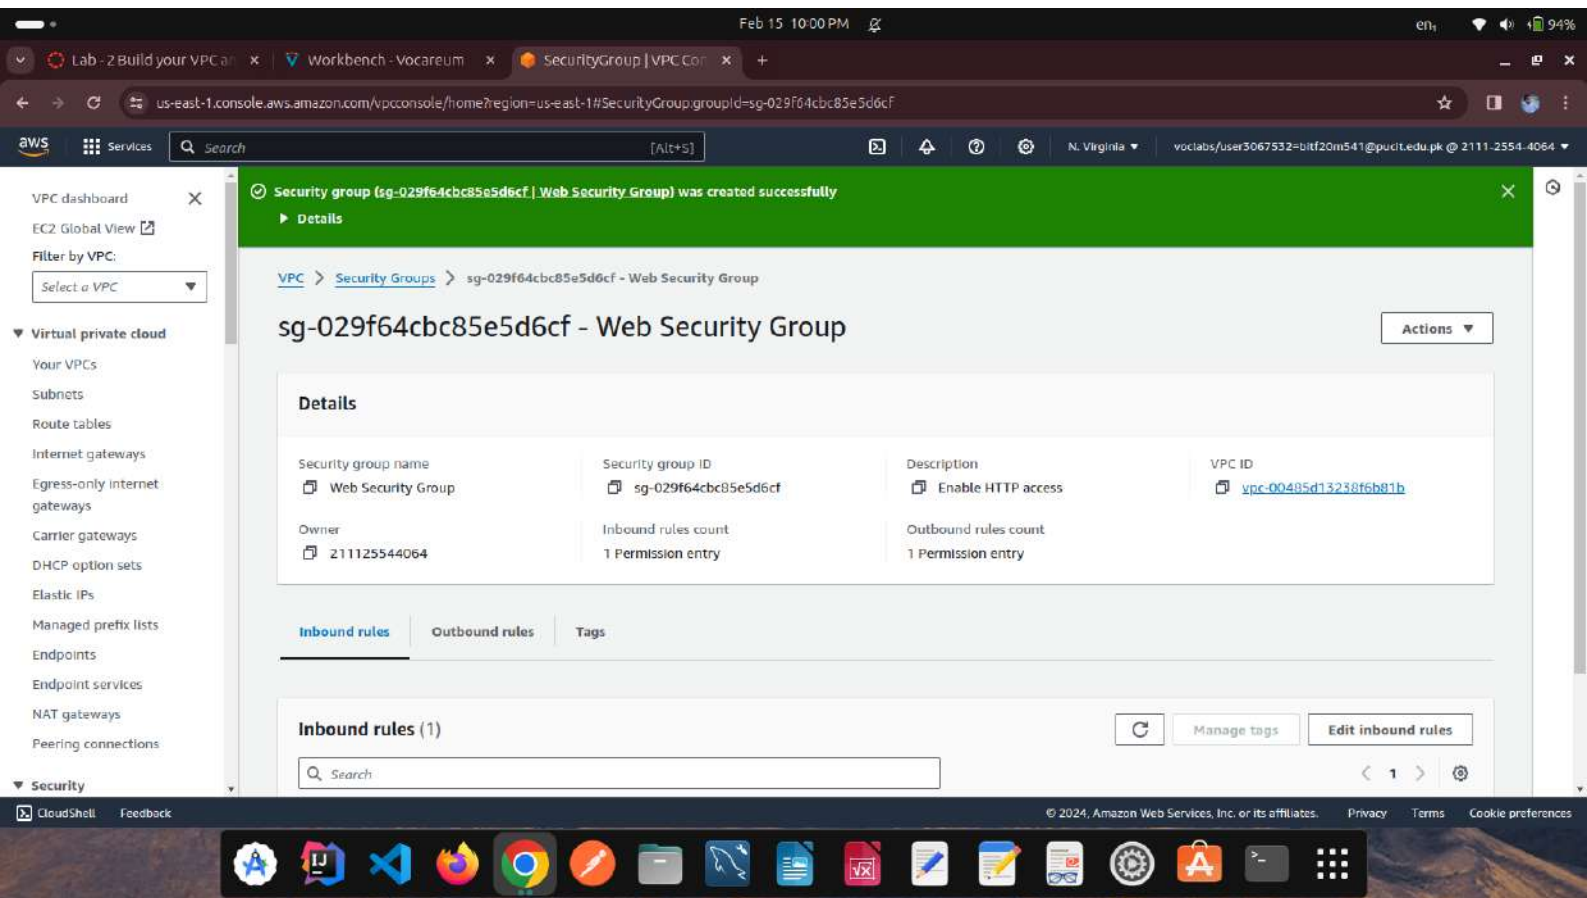 Feb 15 10:00 PM
en₁
94%
Lab - 2 Build your VPC an
Workbench - Vocareum
SecurityGroup | VPC Con
us-east-1.console.aws.amazon.com/vpcconsole/home?region=us-east-1#SecurityGroup:groupId=sg-029f64cbc85e5d6cf
aws
Services
Search
[Alt+S]
N. Virginia
voclabs/user3067532=bitf20m541@pucit.edu.pk @ 2111-2554-4064
VPC dashboard
EC2 Global View
Filter by VPC:
Select a VPC
Virtual private cloud
Your VPCs
Subnets
Route tables
Internet gateways
Egress-only internet
gateways
Carrier gateways
DHCP option sets
Elastic IPs
Managed prefix lists
Endpoints
Endpoint services
NAT gateways
Peering connections
Security
Security group (sg-029f64cbc85e5d6cf | Web Security Group) was created successfully
Details
VPC > Security Groups > sg-029f64cbc85e5d6cf - Web Security Group
sg-029f64cbc85e5d6cf - Web Security Group
Actions
Details
Security group name
Web Security Group
Security group ID
sg-029f64cbc85e5d6cf
Description
Enable HTTP access
VPC ID
vpc-00485d13238f6b81b
Owner
211125544064
Inbound rules count
1 Permission entry
Outbound rules count
1 Permission entry
Inbound rules
Outbound rules
Tags
Inbound rules (1)
Manage tags
Edit inbound rules
Search
1
CloudShell
Feedback
© 2024, Amazon Web Services, Inc. or its affiliates.
Privacy
Terms
Cookie preferences